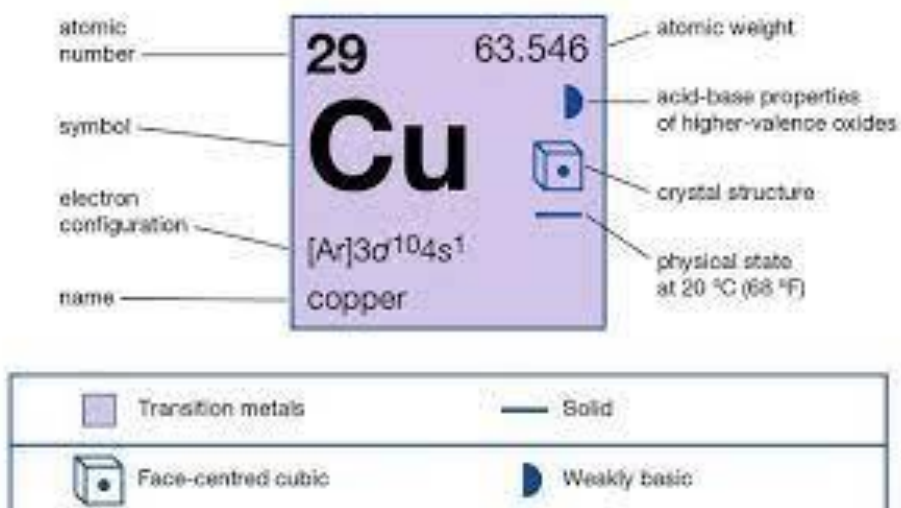 atomic
number
29
63.546
atomic weight
symbol
Cu
acid-base properties
of higher-valence oxides
crystal structure
electron
configuration
[Ar]3d¹⁰4s¹
physical state
at 20 °C (68 °F)
name
copper
Transition metals
Solid
Face-centred cubic
Weakly basic